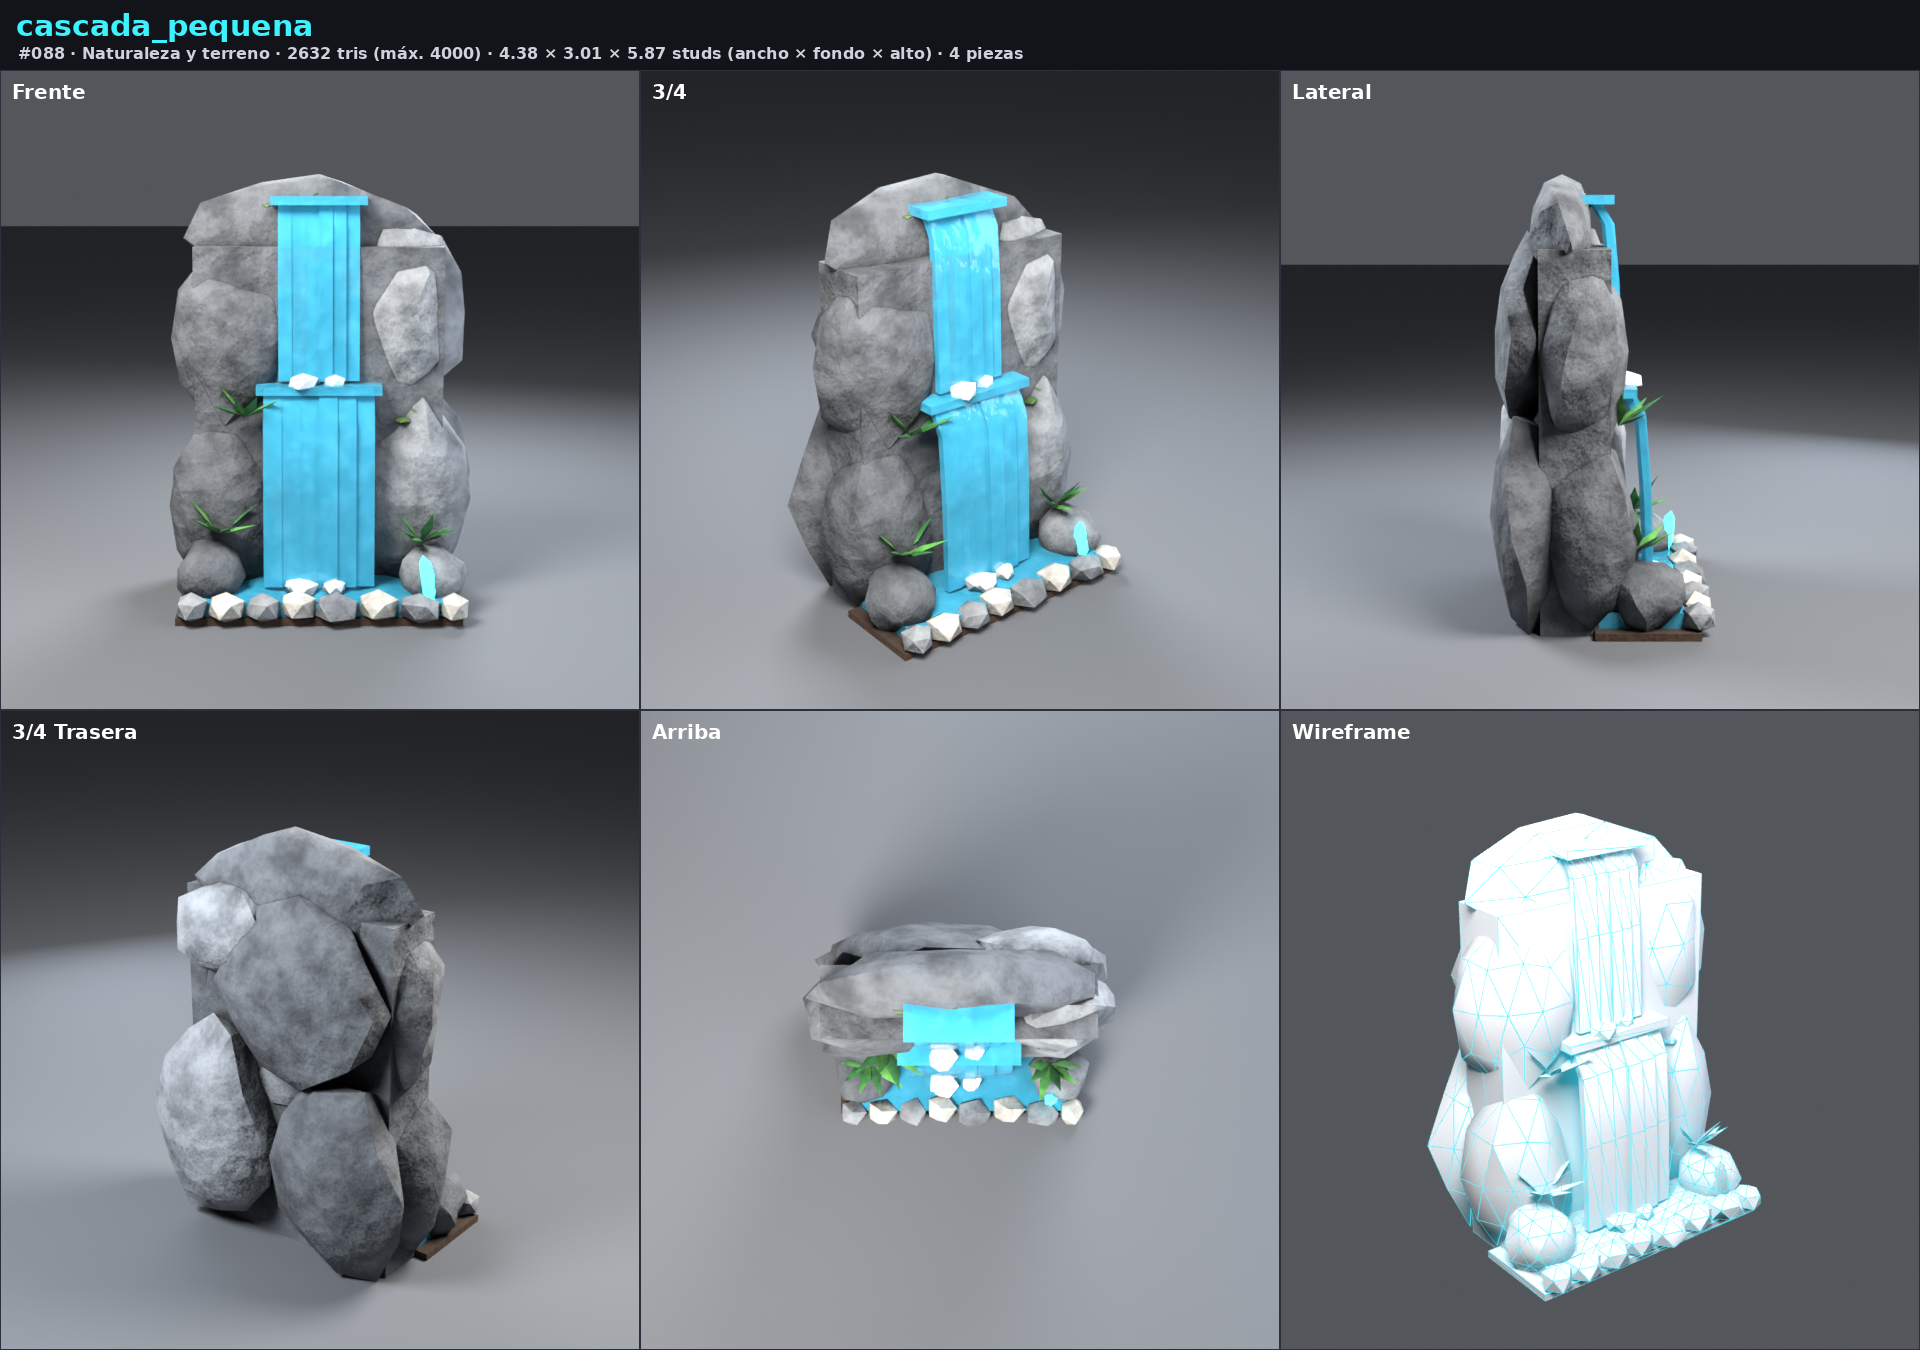 cascada_pequena
#088 · Naturaleza y terreno · 2632 tris (máx. 4000) · 4.38 × 3.01 × 5.87 studs (ancho × fondo × alto) · 4 piezas
Frente
3/4
Lateral
3/4 Trasera
Arriba
Wireframe